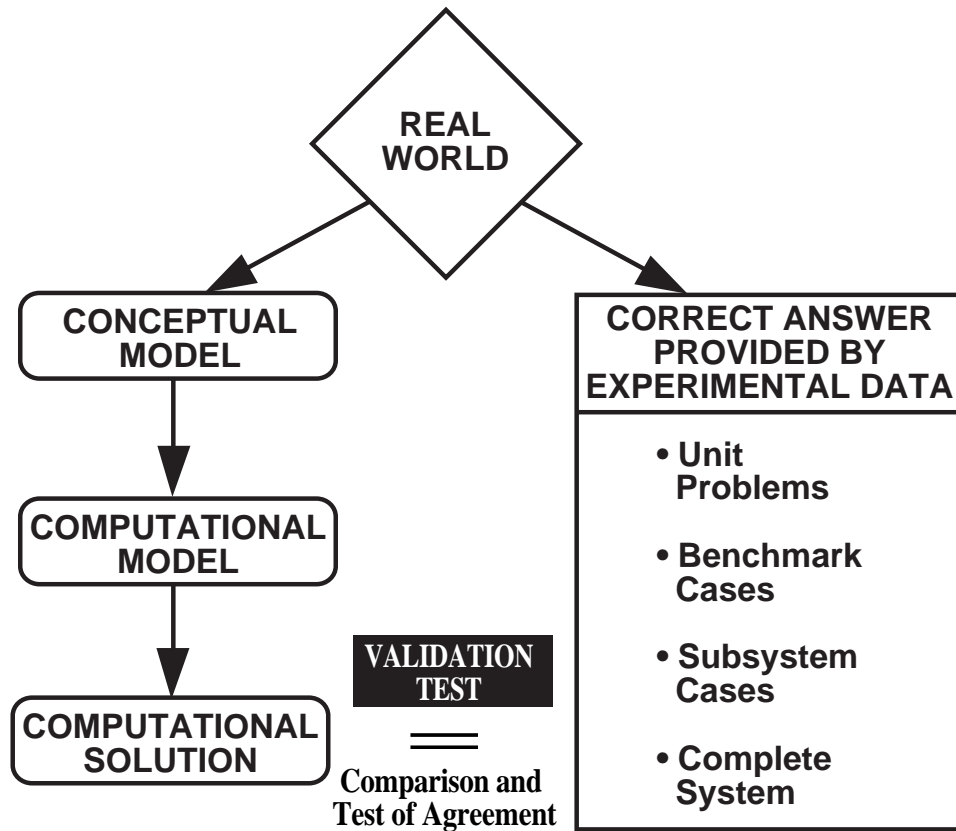 REAL
WORLD
CONCEPTUAL
MODEL
COMPUTATIONAL
MODEL
COMPUTATIONAL
SOLUTION
VALIDATION
TEST
Comparison and
Test of Agreement
CORRECT ANSWER
PROVIDED BY
EXPERIMENTAL DATA
• Unit
Problems
• Benchmark
Cases
• Subsystem
Cases
• Complete
System